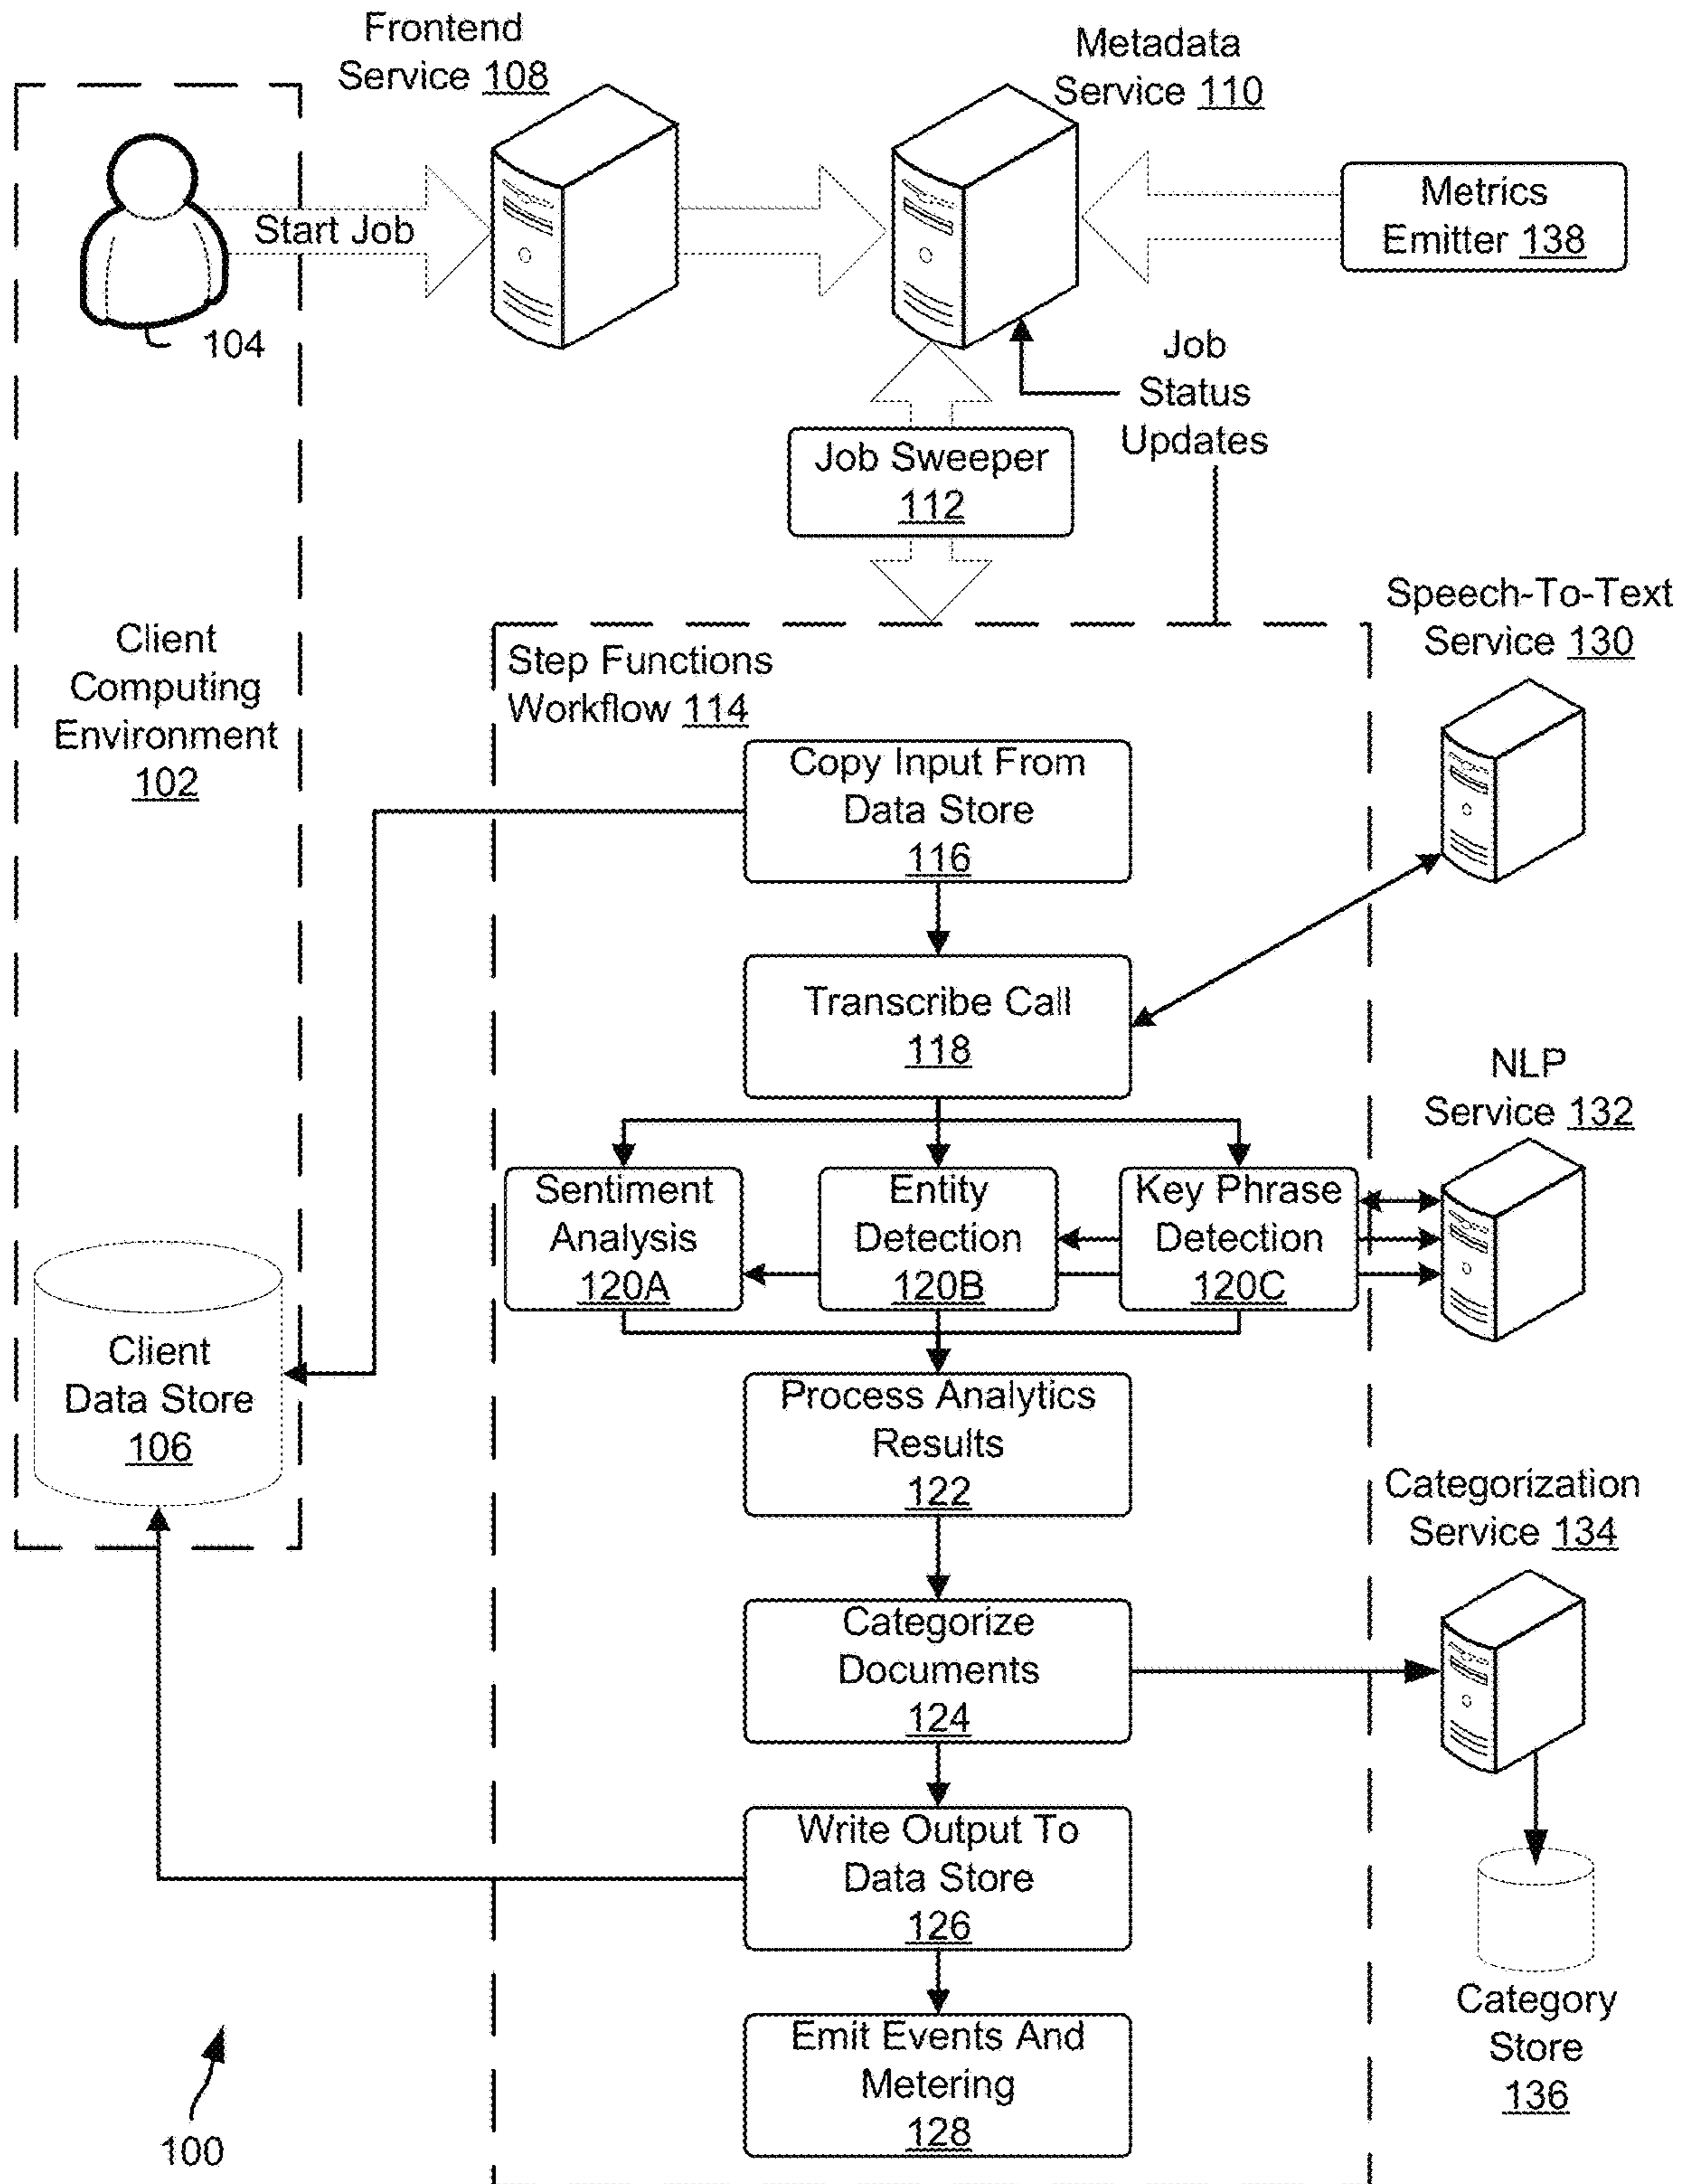 Frontend
Service 108
Metadata
Service 110
Metrics
Emitter 138
Start Job
104
Job
Status
Updates
Job Sweeper
112
Client
Computing
Environment
102
Step Functions
Workflow 114
Speech-To-Text
Service 130
Copy Input From
Data Store
116
Transcribe Call
118
NLP
Service 132
Sentiment
Analysis
120A
Entity
Detection
120B
Key Phrase
Detection
120C
Client
Data Store
106
Process Analytics
Results
122
Categorization
Service 134
Categorize
Documents
124
Write Output To
Data Store
126
Category
Store
136
Emit Events And
Metering
128
100